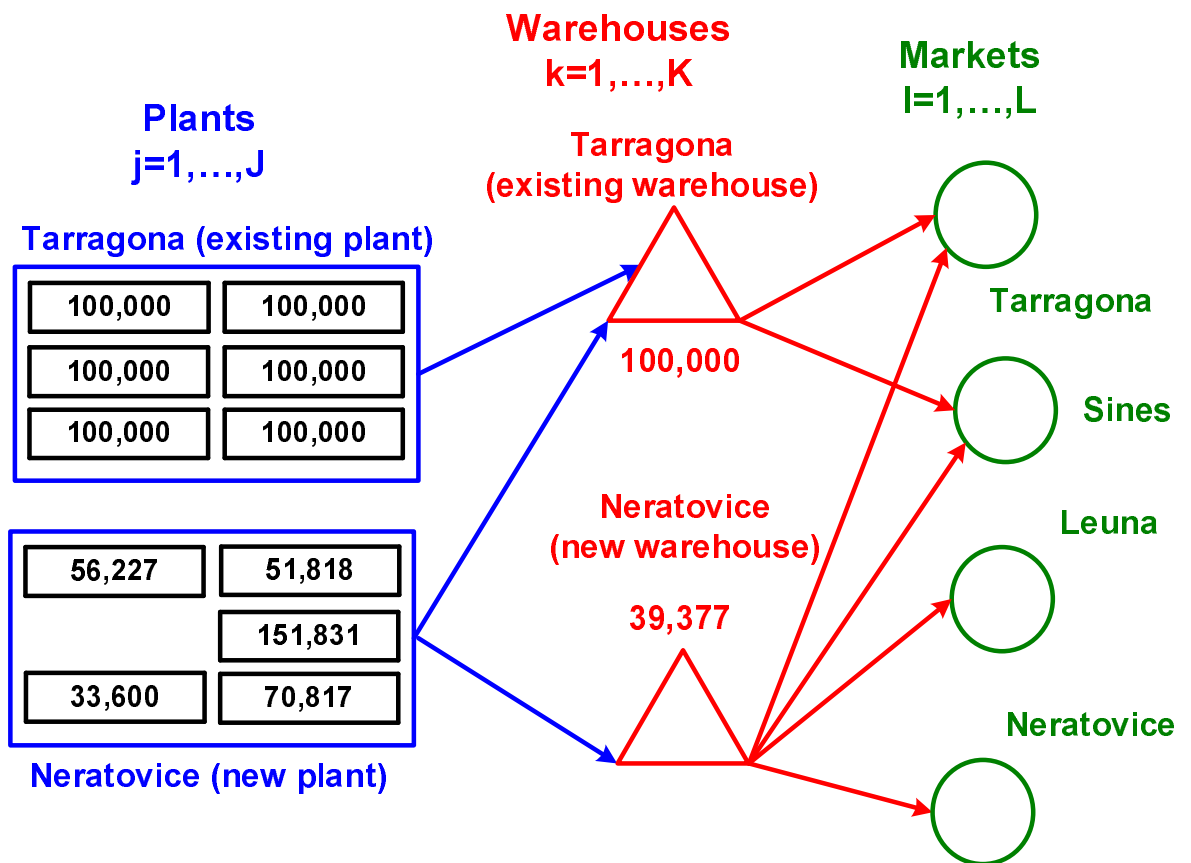 Warehouses
k=1,...,K
Markets
l=1,...,L
Plants
j=1,...,J
Tarragona
(existing warehouse)
Tarragona (existing plant)
100,000 100,000
100,000 100,000
100,000 100,000
100,000
Tarragona
Sines
Neratovice
(new warehouse)
Leuna
56,227 51,818
151,831
33,600 70,817
39,377
Neratovice
Neratovice (new plant)